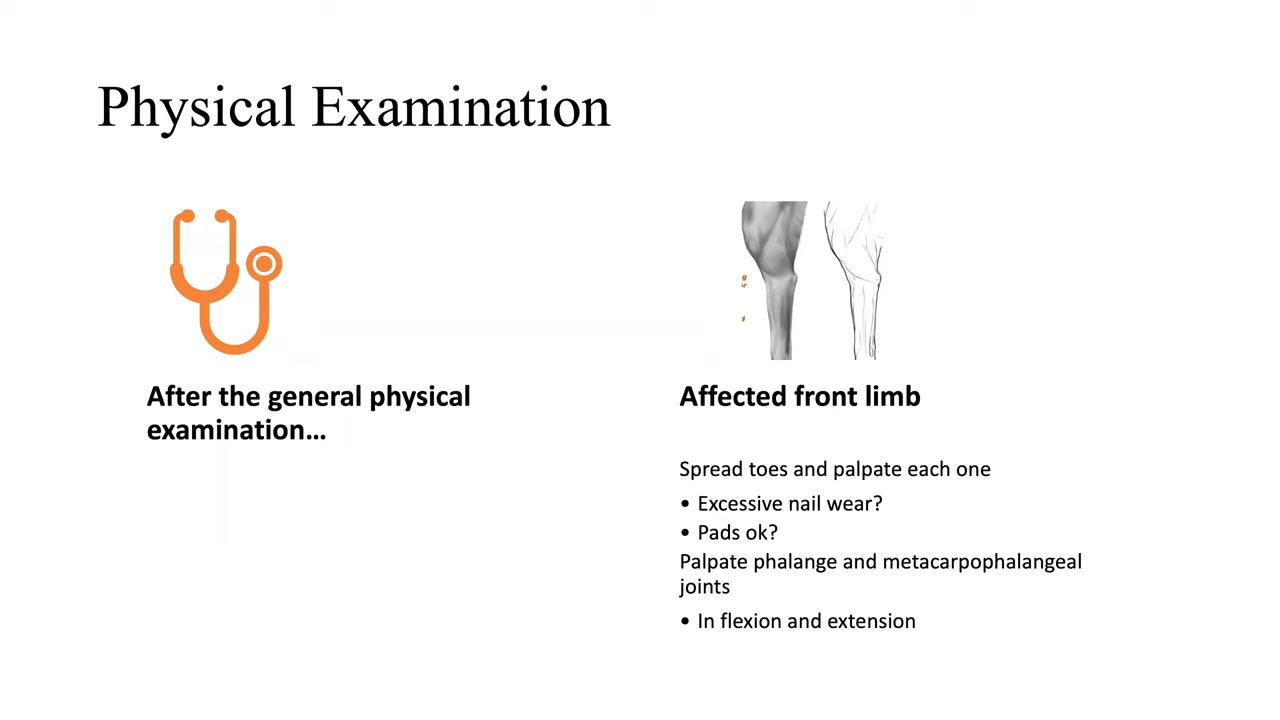 Physical Examination
After the general physical
examination...
Affected front limb
Spread toes and palpate each one
• Excessive nail wear?
• Pads ok?
Palpate phalange and metacarpophalangeal
joints
• In flexion and extension